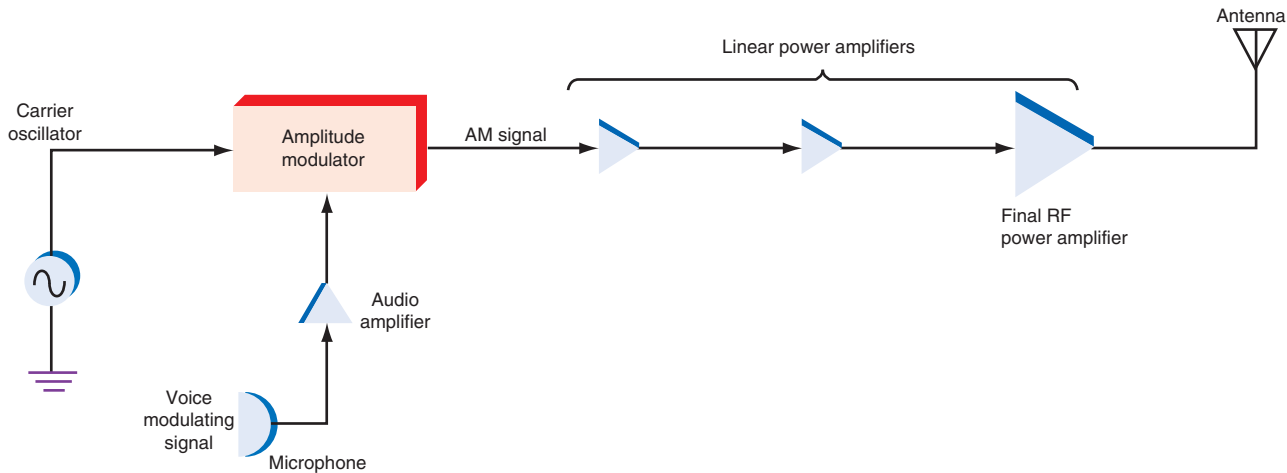 Antenna
Linear power amplifiers
Carrier
oscillator
Amplitude
modulator
AM signal
Final RF
power amplifier
Audio
amplifier
Voice
modulating
signal
Microphone